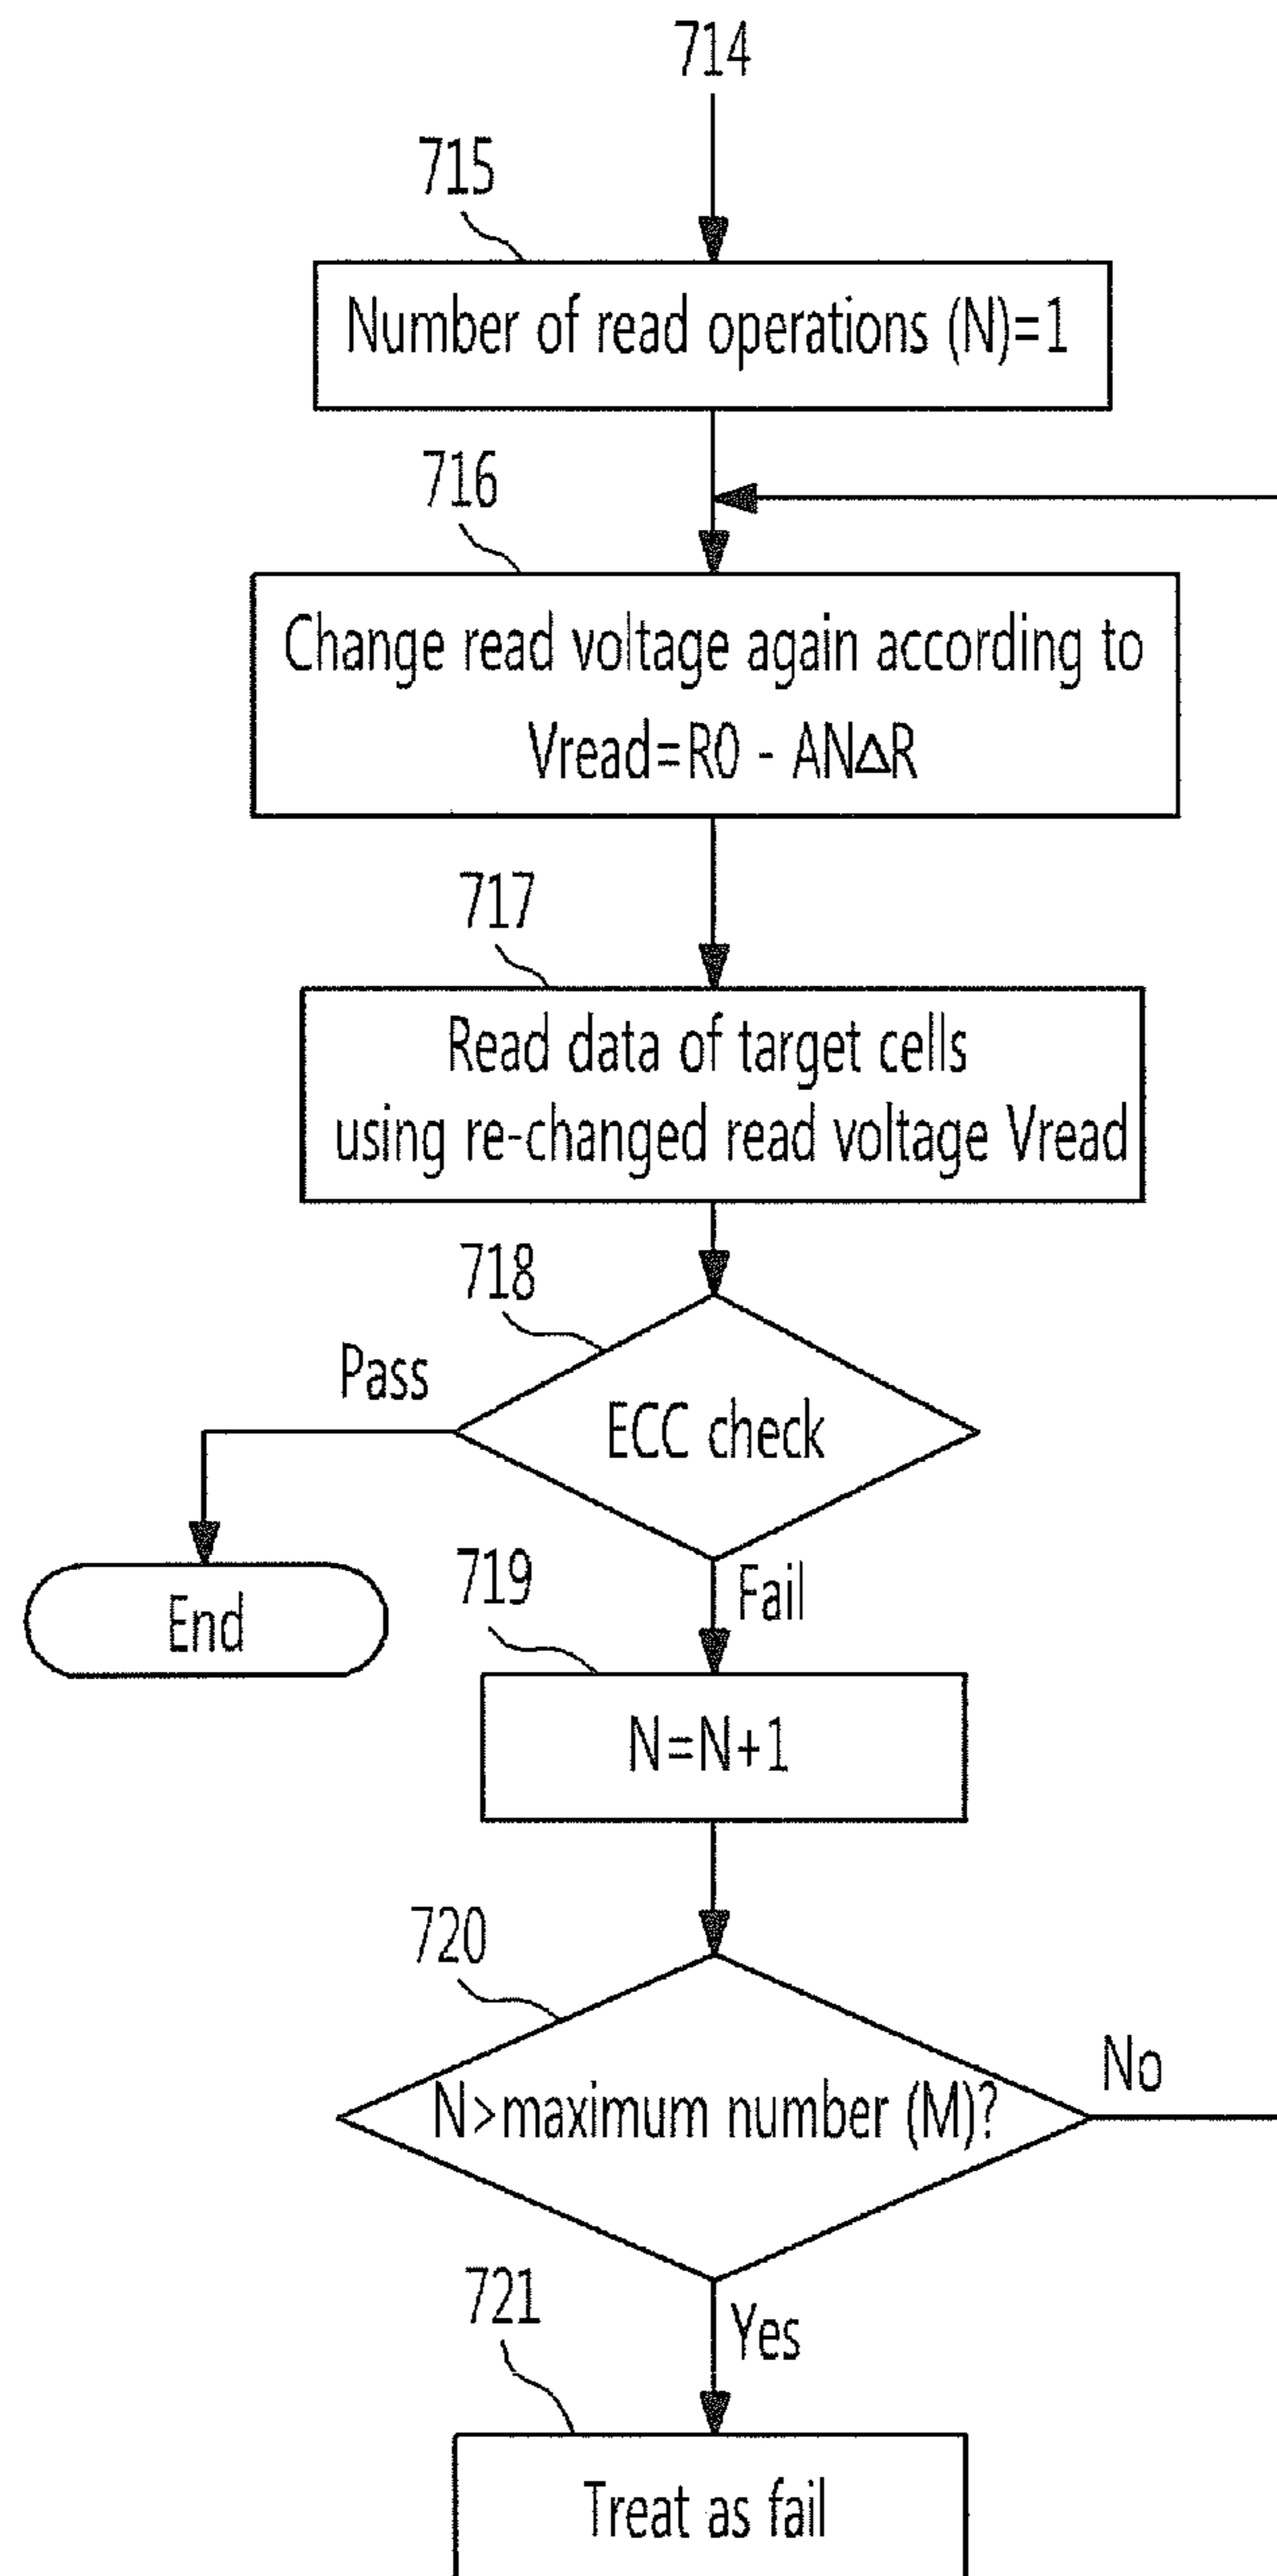 714
715
Number of read operations (N)=1
716
Change read voltage again according to
Vread=R0 - AN△R
717
Read data of target cells
using re-changed read voltage Vread
718
Pass
ECC check
End
719
Fail
N=N+1
720
No
N>maximum number (M)?
721
Yes
Treat as fail